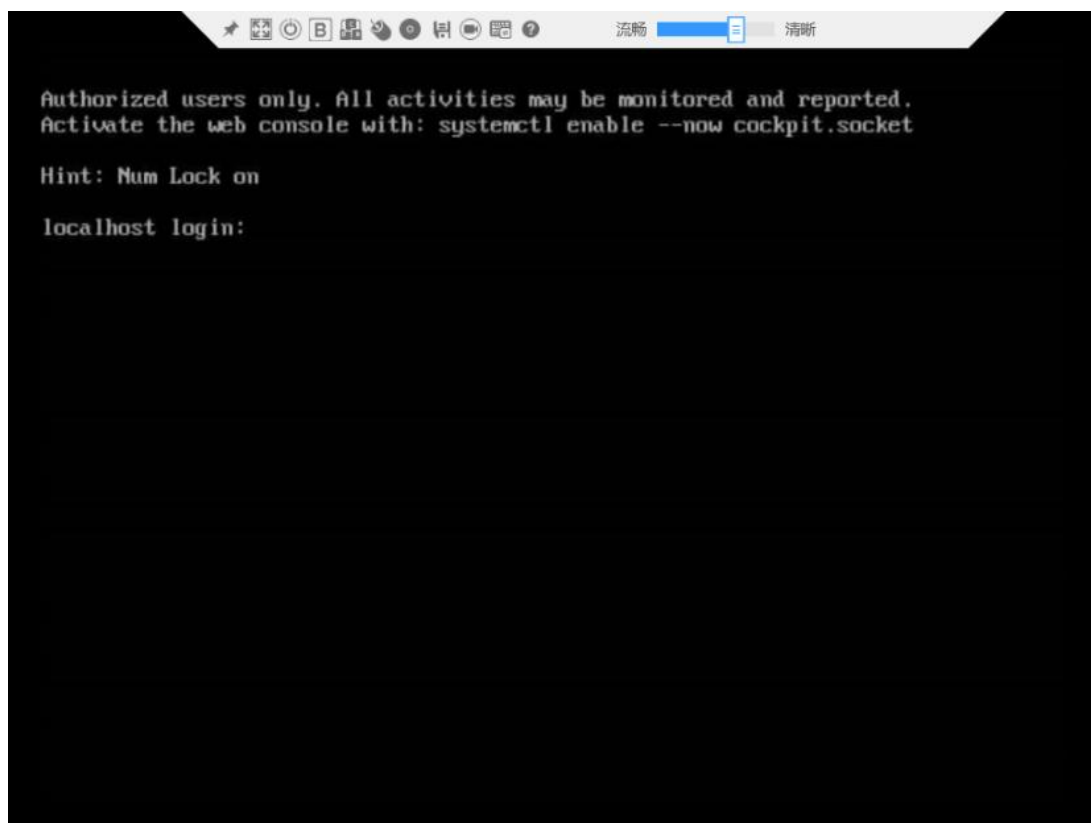 B 流畅 清晰
Authorized users only. All activities may be monitored and reported.
Activate the web console with: systemctl enable --now cockpit.socket
Hint: Num Lock on
localhost login: